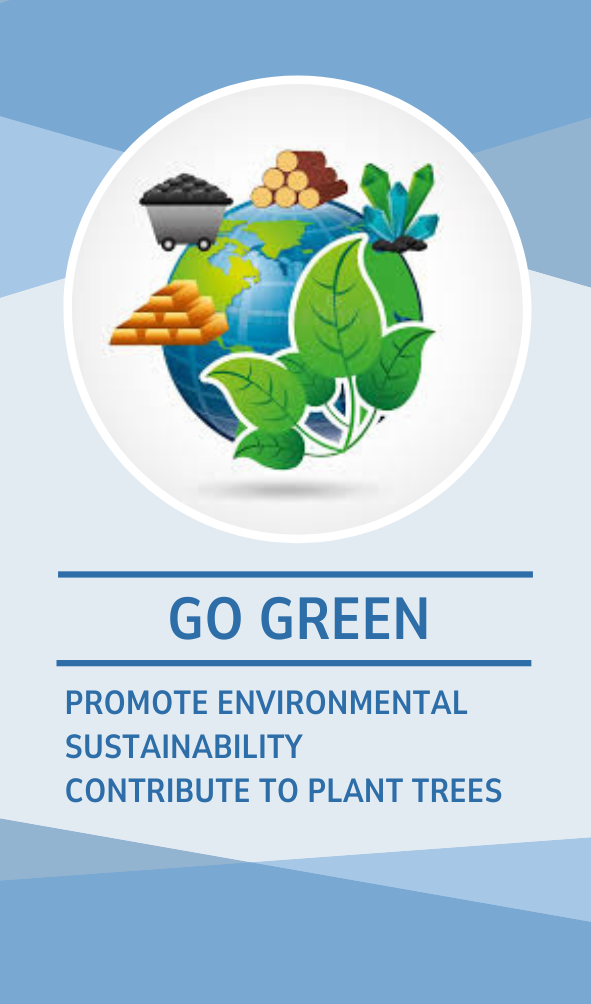 GO GREEN
PROMOTE ENVIRONMENTAL
SUSTAINABILITY
CONTRIBUTE TO PLANT TREES